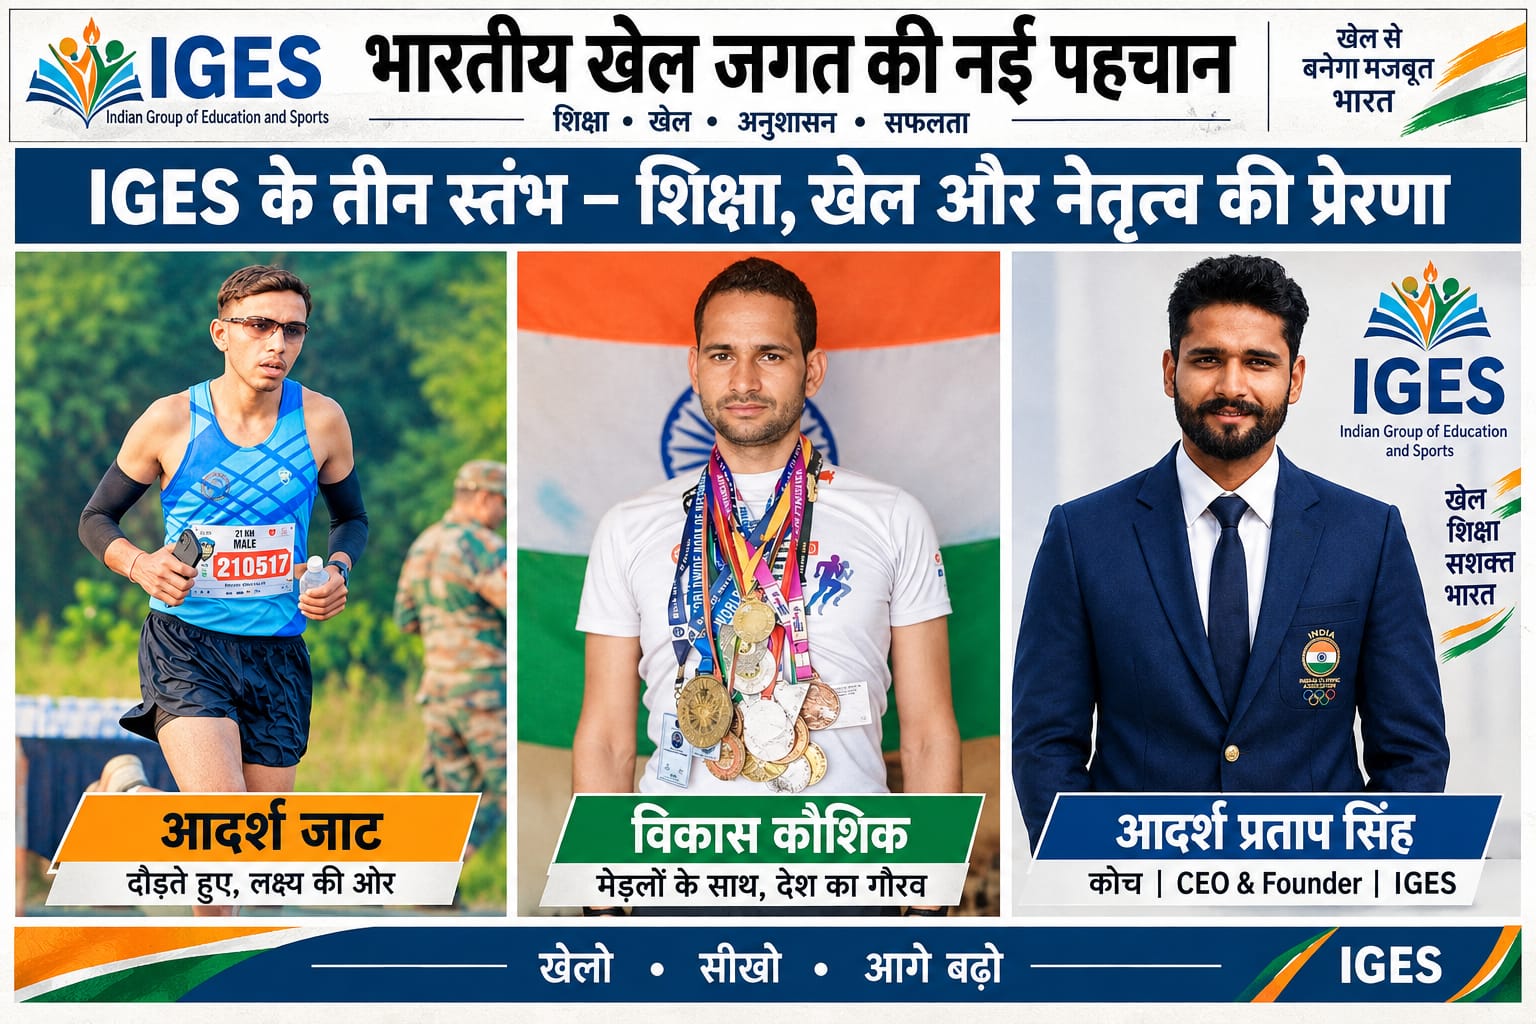 IGES
Indian Group of Education and Sports
भारतीय खेल जगत की नई पहचान
शिक्षा • खेल • अनुशासन • सफलता
खेल से
बनेगा मजबूत
भारत
IGES के तीन स्तंभ – शिक्षा, खेल और नेतृत्व की प्रेरणा
21 KM
MALE
210517
आदर्श जाट
दौड़ते हुए, लक्ष्य की ओर
विकास कौशिक
मेड़लों के साथ, देश का गौरव
IGES
Indian Group of Education
and Sports
खेल
शिक्षा
सशक्त
भारत
INDIA
आदर्श प्रताप सिंह
कोच | CEO & Founder | IGES
खेलो • सीखो • आगे बढ़ो
IGES